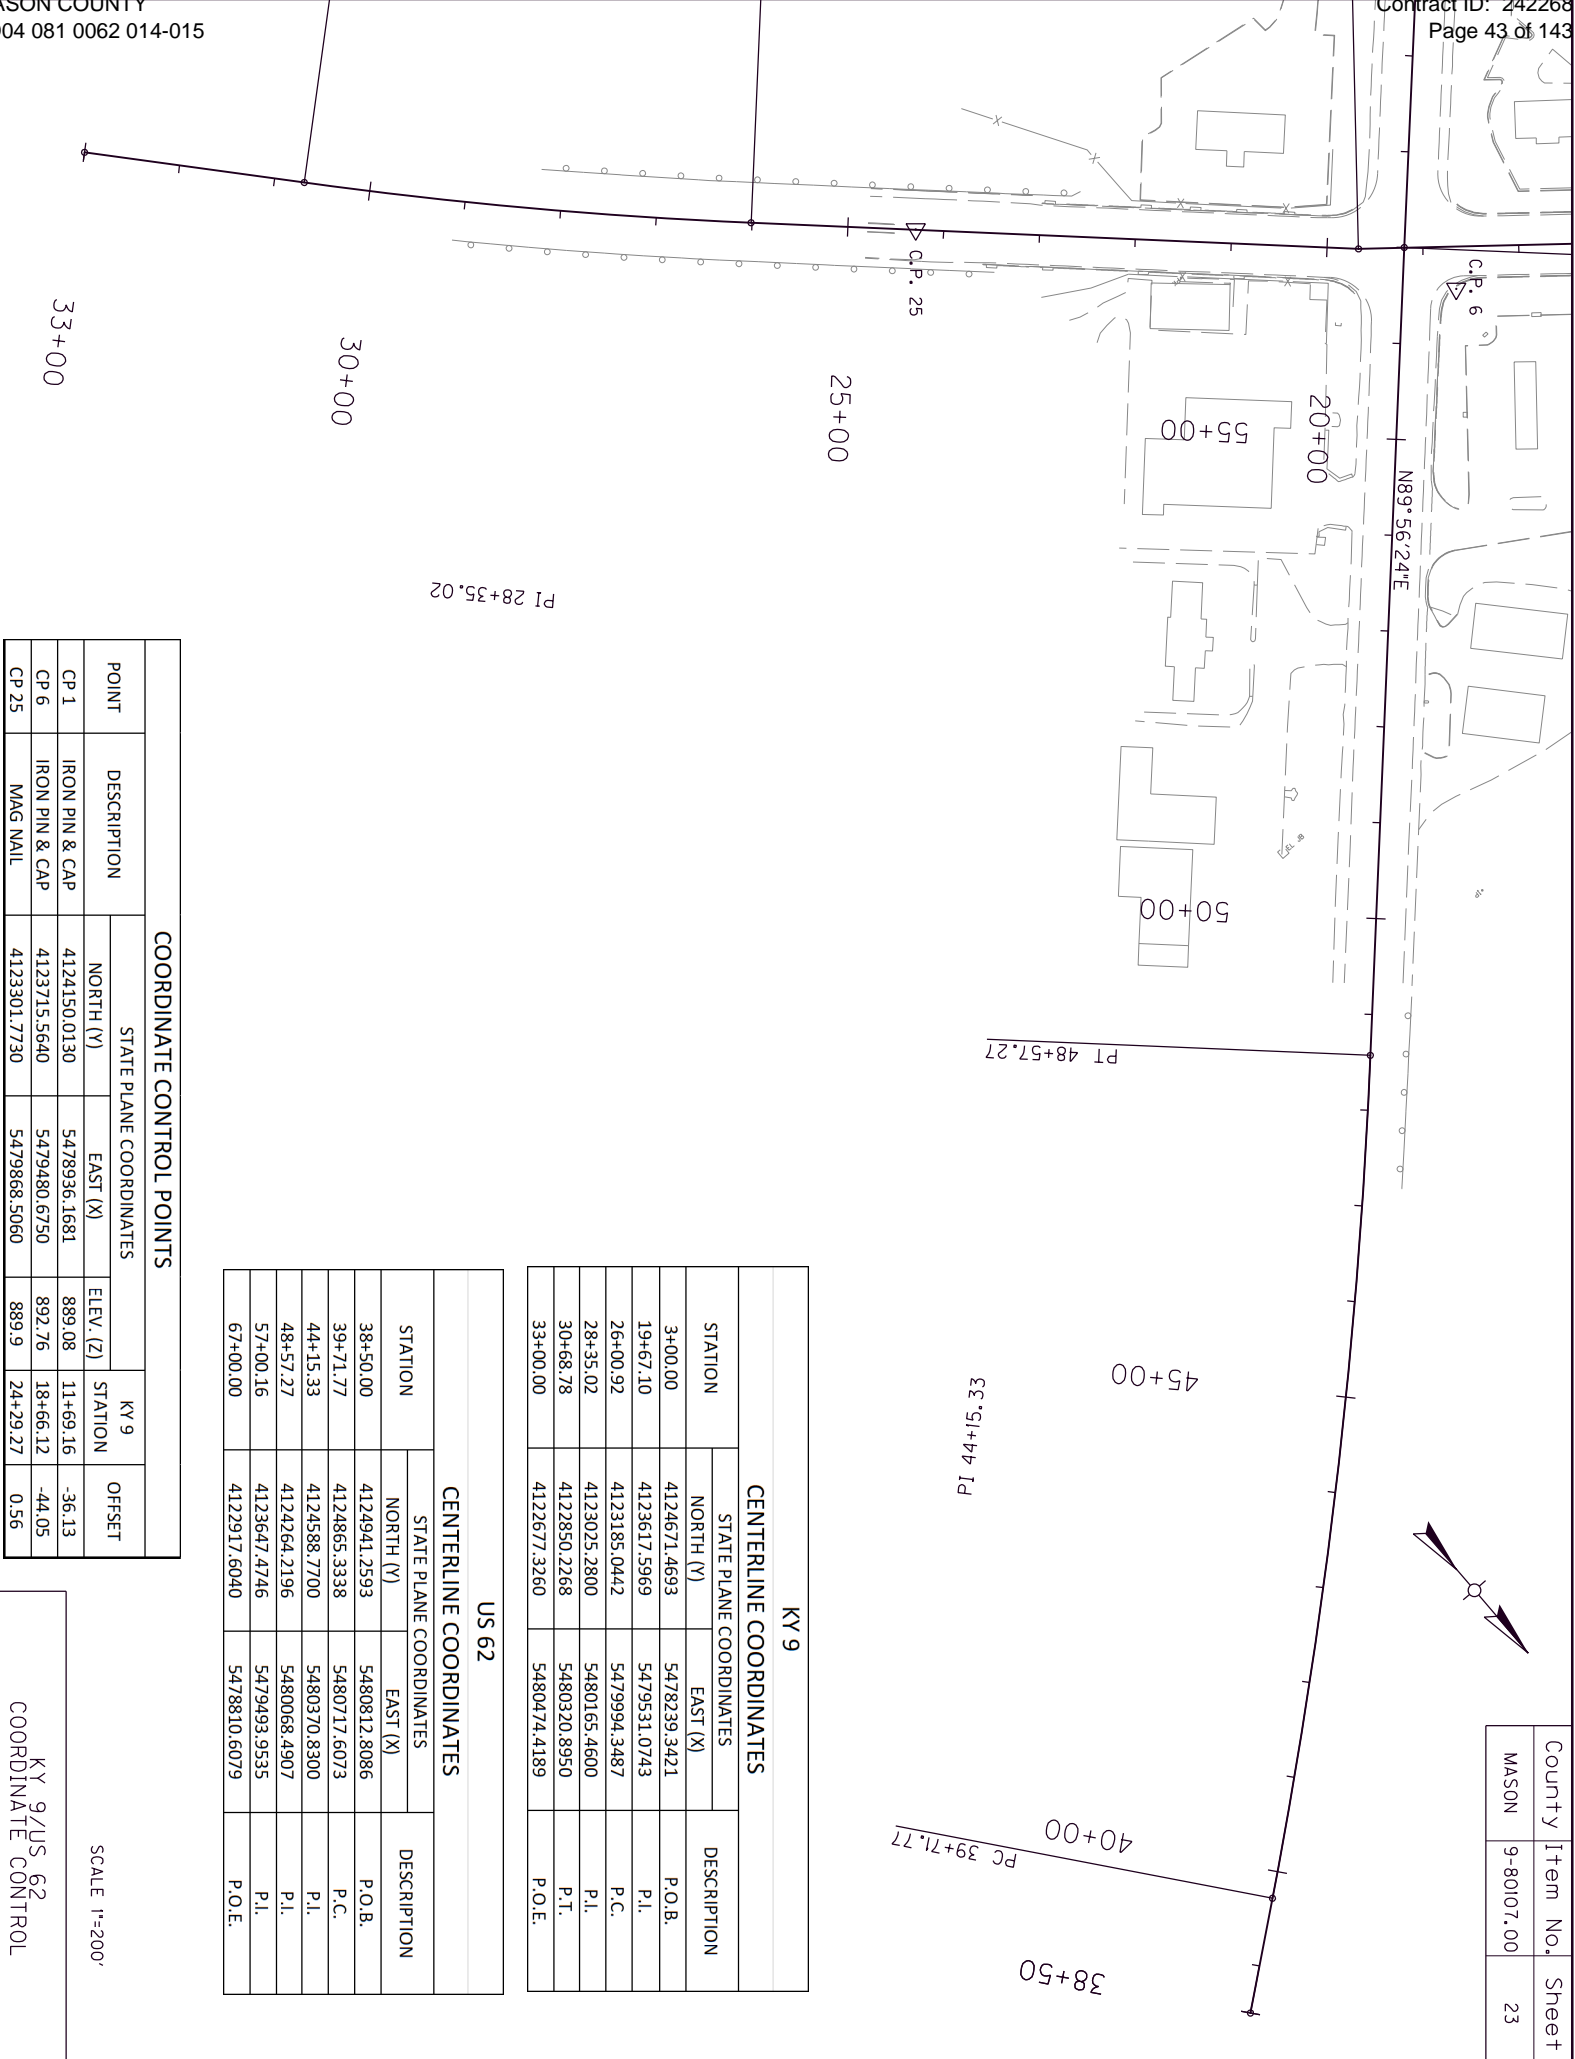 ASON COUNTY
04 081 0062 014-015
Contract ID: 242268
Page 43 of 143
County Item No. Sheet
MASON 9-80107.00 23
33+00
30+00
25+00
20+00
55+00
50+00
45+00
40+00
38+50
C.P. 25
C.P. 6
N89°56'24"E
PI 28+35.02
PT 48+57.27
PI 44+15.33
PC 39+71.77
KY 9
CENTERLINE COORDINATES
STATION STATE PLANE COORDINATES DESCRIPTION
NORTH (Y) EAST (X)
3+00.00 4124671.4693 5478239.3421 P.O.B.
19+67.10 4123617.5969 5479531.0743 P.I.
26+00.92 4123185.0442 5479994.3487 P.C.
28+35.02 4123025.2800 5480165.4600 P.I.
30+68.78 4122850.2268 5480320.8950 P.T.
33+00.00 4122677.3260 5480474.4189 P.O.E.
US 62
CENTERLINE COORDINATES
STATION STATE PLANE COORDINATES DESCRIPTION
NORTH (Y) EAST (X)
38+50.00 4124941.2593 5480812.8086 P.O.B.
39+71.77 4124865.3338 5480717.6073 P.C.
44+15.33 4124588.7700 5480370.8300 P.I.
48+57.27 4124264.2196 5480068.4907 P.I.
57+00.16 4123647.4746 5479493.9535 P.I.
67+00.00 4122917.6040 5478810.6079 P.O.E.
COORDINATE CONTROL POINTS
POINT DESCRIPTION STATE PLANE COORDINATES KY 9 STATION OFFSET
NORTH (Y) EAST (X) ELEV. (Z)
CP 1 IRON PIN & CAP 4124150.0130 5478936.1681 889.08 11+69.16 -36.13
CP 6 IRON PIN & CAP 4123715.5640 5479480.6750 892.76 18+66.12 -44.05
CP 25 MAG NAIL 4123301.7730 5479868.5060 889.9 24+29.27 0.56
SCALE 1"=200'
KY 9/US 62
COORDINATE CONTROL